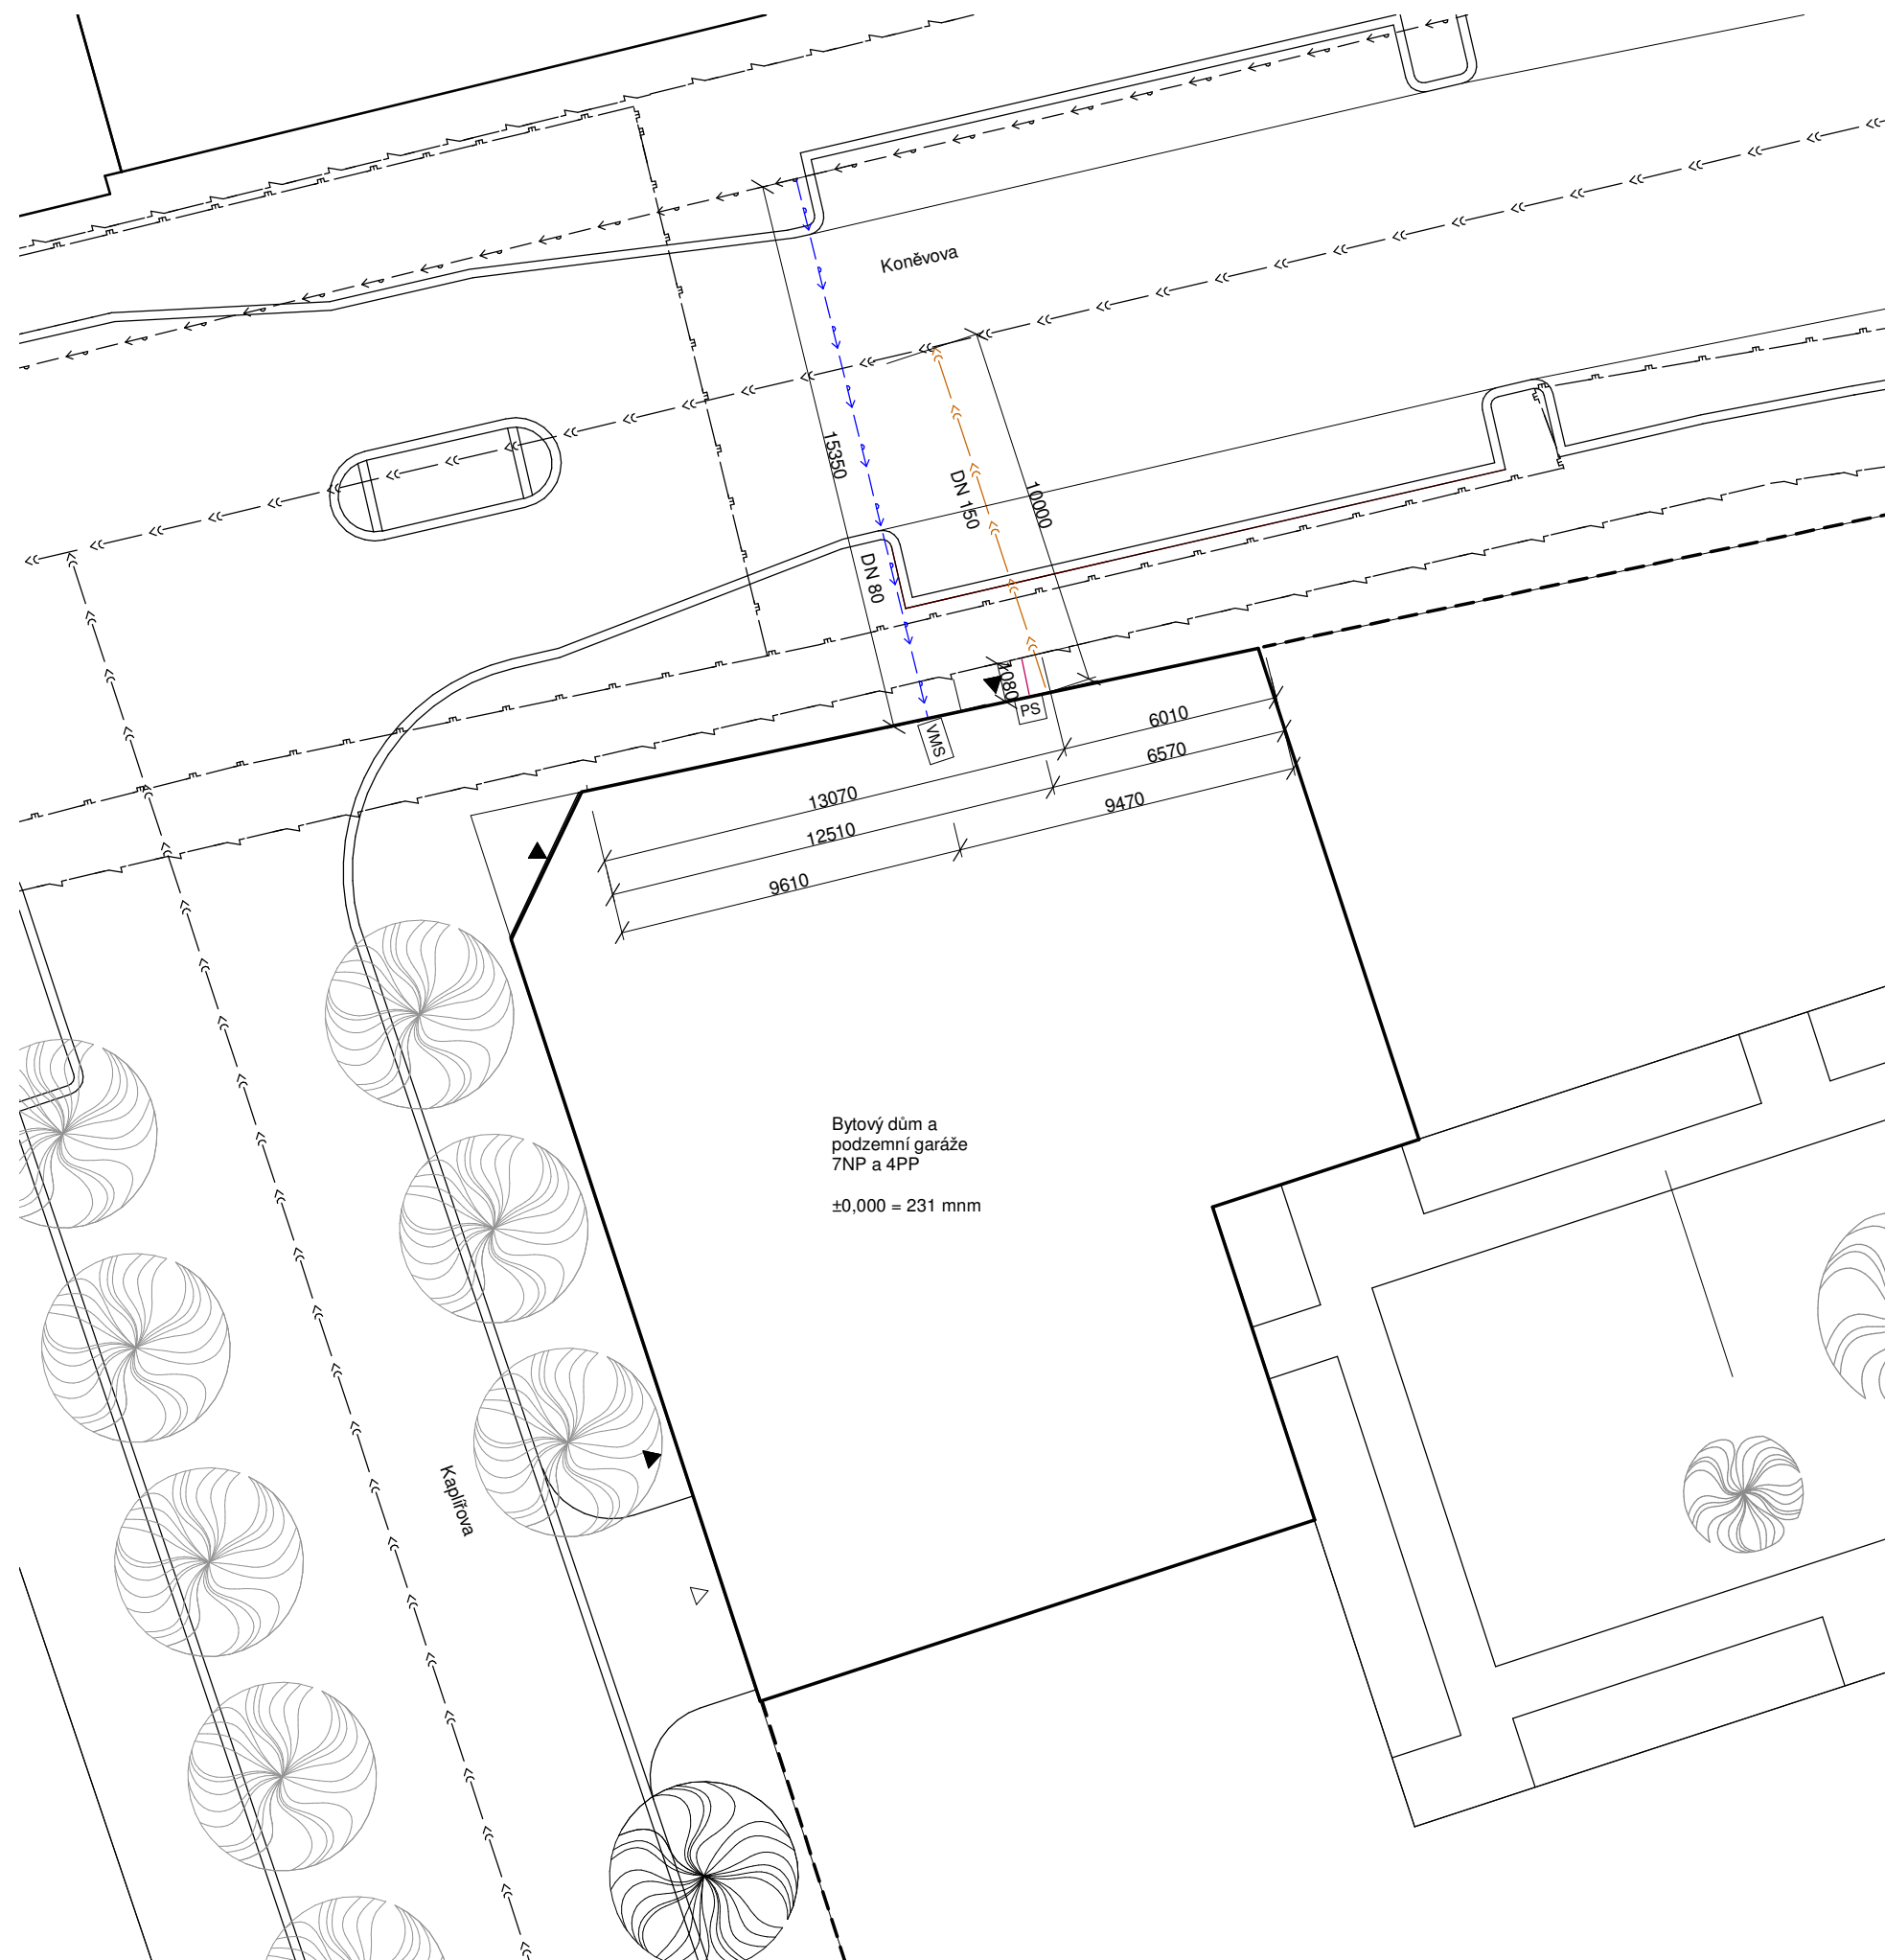 Koněvova
15350
DN 150
10000
DN 80
1080
PS
VMS
6010
6570
13070
9470
12510
9610
Bytový dům a
podzemní garáže
7NP a 4PP
±0,000 = 231 mnm
Kaplířova